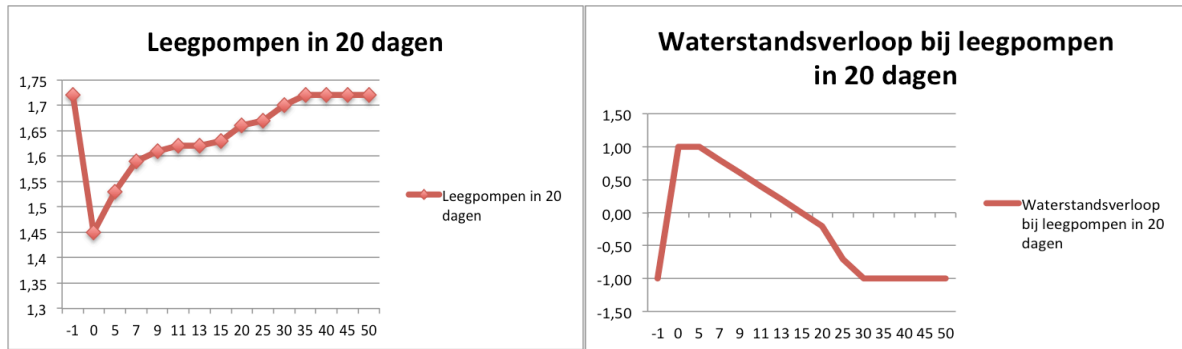 Leegpompen in 20 dagen
1,75
1,7
1,65
1,6
1,55
1,5
1,45
1,4
1,35
1,3
-1 0 5 7 9 11 13 15 20 25 30 35 40 45 50
Leegpompen in 20
dagen
Waterstandsverloop bij leegpompen
in 20 dagen
1,50
1,00
0,50
0,00
-0,50
-1,00
-1,50
-1 0 5 7 9 11 13 15 20 25 30 35 40 45 50
Waterstandsverloop
bij leegpompen in 20
dagen